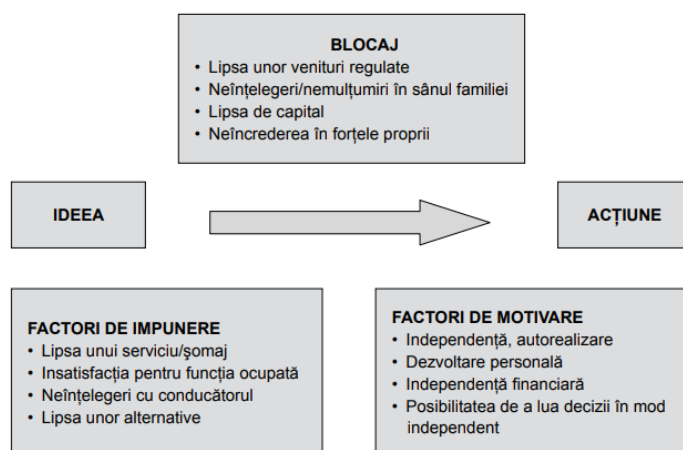 BLOCAJ
• Lipsa unor venituri regulate
• Neînțelegeri/nemulțumiri în sânul familiei
• Lipsa de capital
• Neîncrederea în forțele proprii
IDEEA
ACȚIUNE
FACTORI DE IMPUNERE
• Lipsa unui serviciu/şomaj
• Insatisfacția pentru funcția ocupată
• Neînțelegeri cu conducătorul
• Lipsa unor alternative
FACTORI DE MOTIVARE
• Independență, autorealizare
• Dezvoltare personală
• Independență financiară
• Posibilitatea de a lua decizii în mod
independent